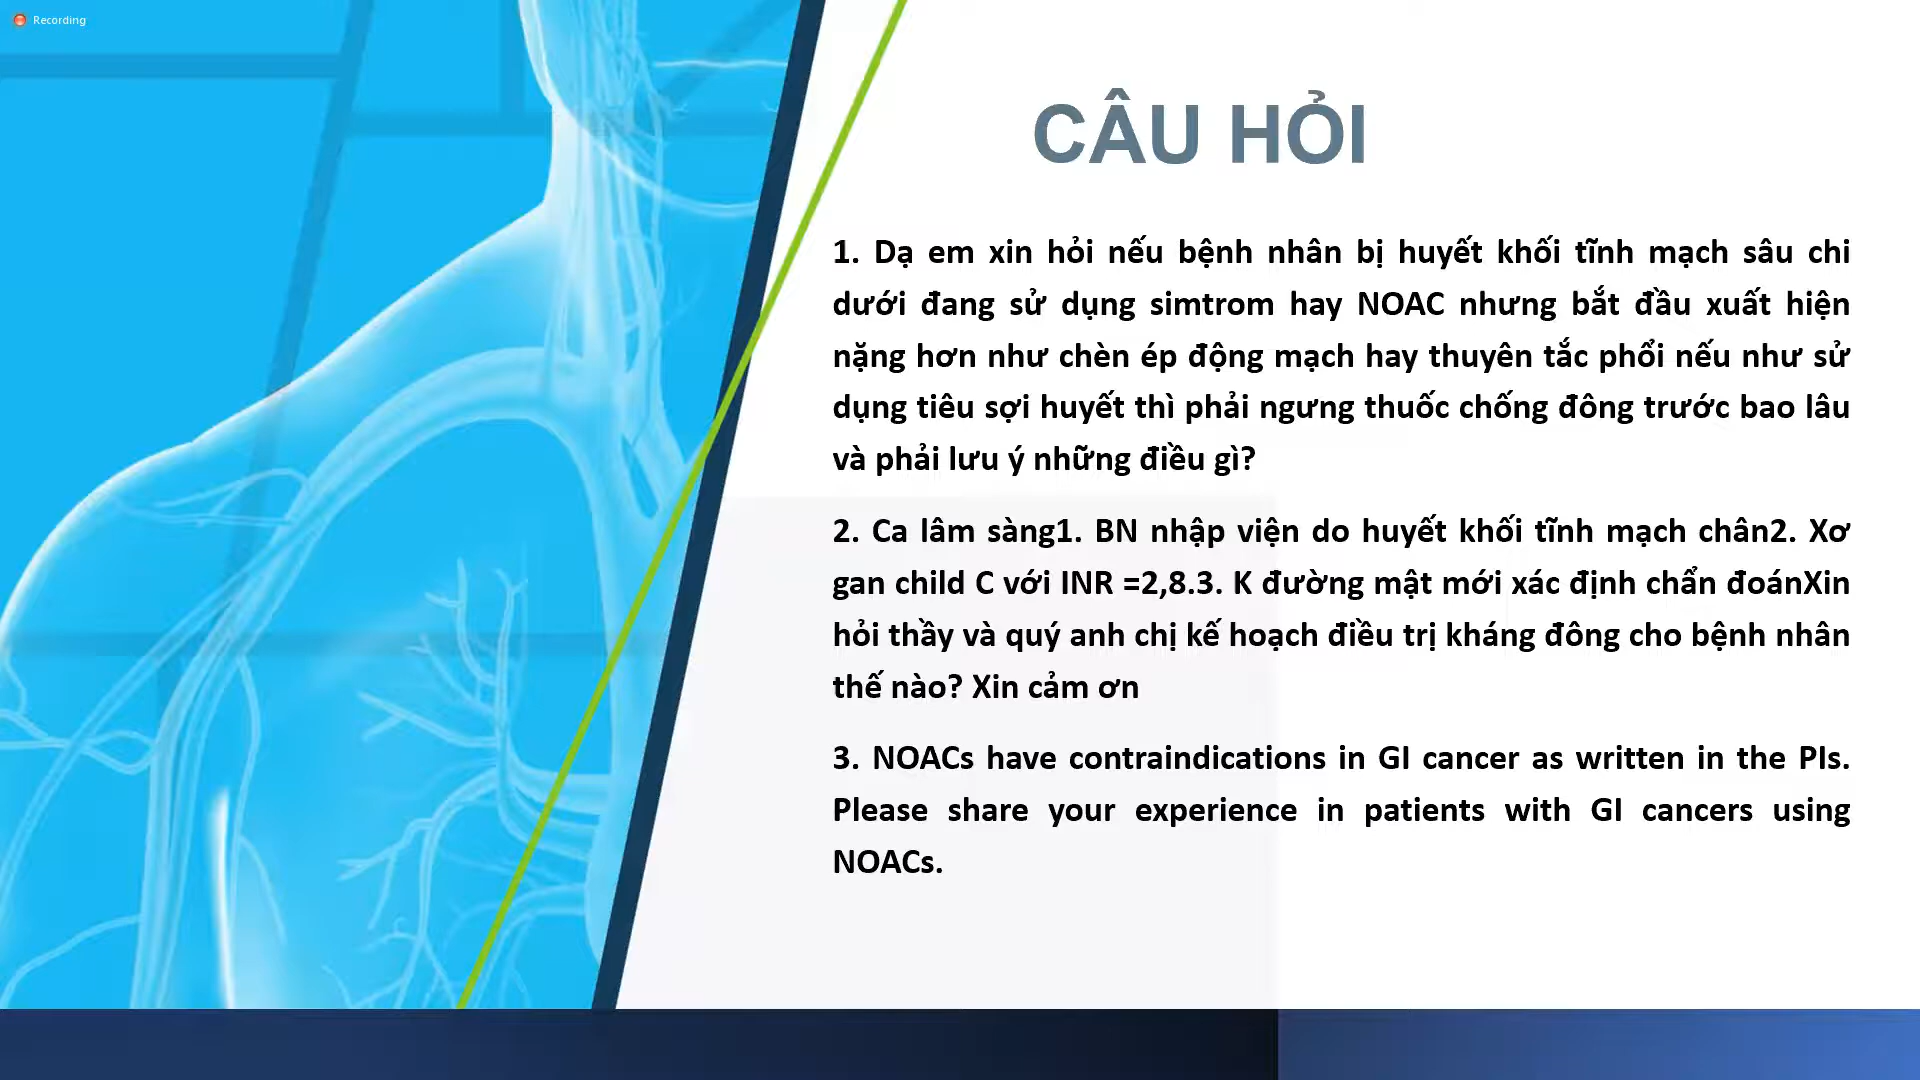 Recording
CÂU HỎI
1. Dạ em xin hỏi nếu bệnh nhân bị huyết khối tĩnh mạch sâu chi
dưới đang sử dụng simtrom hay NOAC nhưng bắt đầu xuất hiện
nặng hơn như chèn ép động mạch hay thuyên tắc phổi nếu như sử
dụng tiêu sợi huyết thì phải ngưng thuốc chống đông trước bao lâu
và phải lưu ý những điều gì?
2. Ca lâm sàng1. BN nhập viện do huyết khối tĩnh mạch chân2. Xơ
gan child C với INR =2,8.3. K đường mật mới xác định chẩn đoánXin
hỏi thầy và quý anh chị kế hoạch điều trị kháng đông cho bệnh nhân
thế nào? Xin cảm ơn
3. NOACs have contraindications in GI cancer as written in the PIs.
Please share your experience in patients with GI cancers using
NOACs.